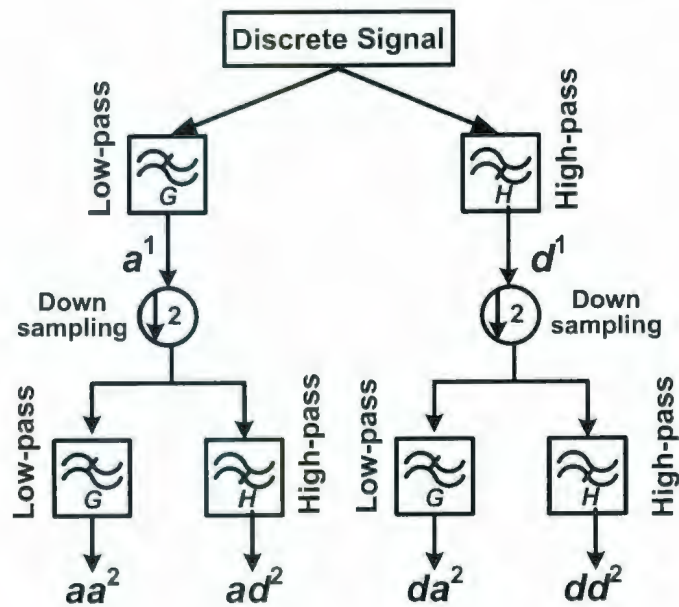 Discrete Signal
Low-pass
G
H
High-pass
a¹
d¹
Down
sampling
2
2
Down
sampling
Low-pass
G
H
High-pass
Low-pass
G
H
High-pass
aa²
ad²
da²
dd²